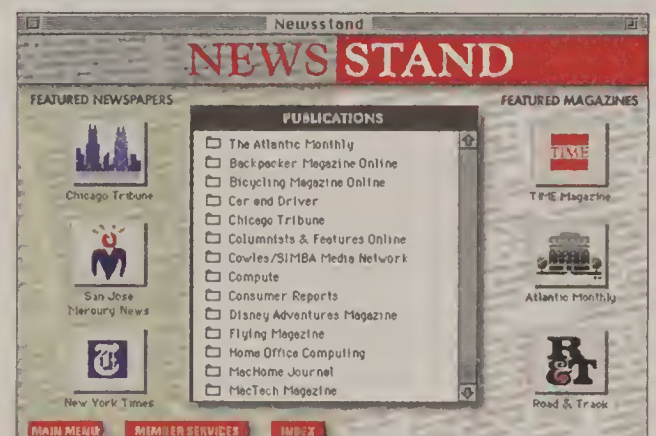 Newsstand
NEWS STAND
FEATURED NEWSPAPERS
Chicago Tribune
San Jose
Mercury News
New York Times
PUBLICATIONS
The Atlantic Monthly
Backpacker Magazine Online
Bicycling Magazine Online
Car and Driver
Chicago Tribune
Columnists & Features Online
Cowles/SIMBA Media Network
Compute
Consumer Reports
Disney Adventures Magazine
Flying Magazine
Home Office Computing
MacHome Journal
MacTech Magazine
FEATURED MAGAZINES
TIME
TIME Magazine
Atlantic Monthly
R&T
Road & Track
MAIN MENU
MEMBER SERVICES
INDEX